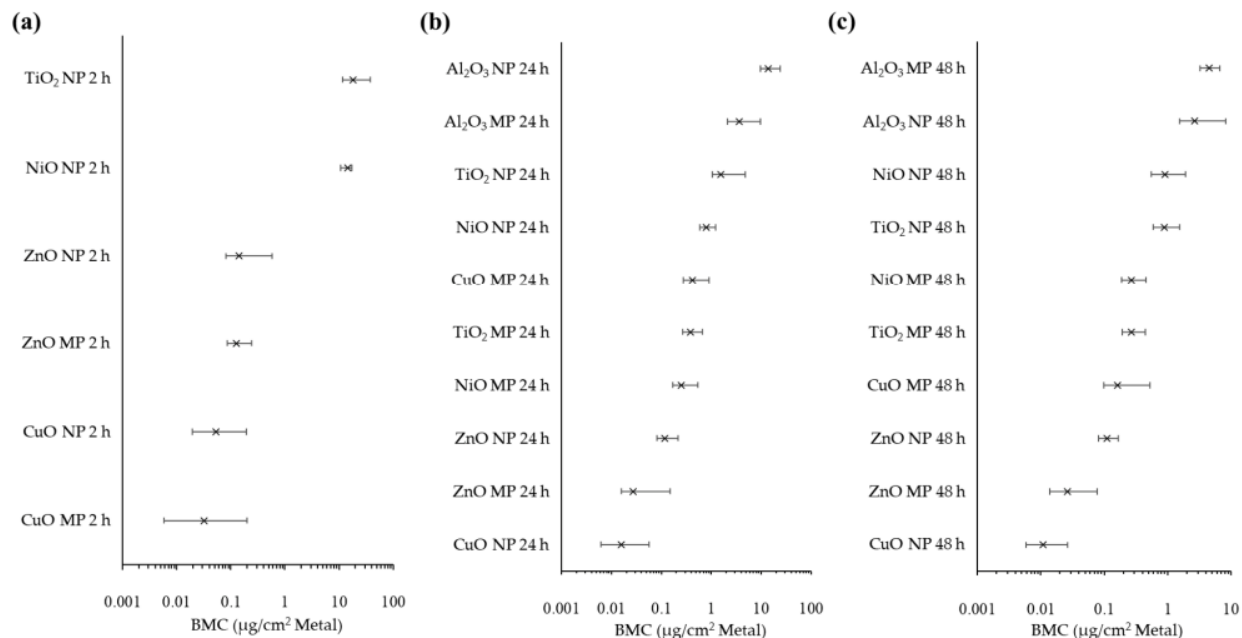 (a)
TiO₂ NP 2 h
NiO NP 2 h
ZnO NP 2 h
ZnO MP 2 h
CuO NP 2 h
CuO MP 2 h
0.001 0.01 0.1 1 10 100
BMC (µg/cm² Metal)
(b)
Al₂O₃ NP 24 h
Al₂O₃ MP 24 h
TiO₂ NP 24 h
NiO NP 24 h
CuO MP 24 h
TiO₂ MP 24 h
NiO MP 24 h
ZnO NP 24 h
ZnO MP 24 h
CuO NP 24 h
0.001 0.01 0.1 1 10 100
BMC (µg/cm² Metal)
(c)
Al₂O₃ MP 48 h
Al₂O₃ NP 48 h
NiO NP 48 h
TiO₂ NP 48 h
NiO MP 48 h
TiO₂ MP 48 h
CuO MP 48 h
ZnO NP 48 h
ZnO MP 48 h
CuO NP 48 h
0.001 0.01 0.1 1 10
BMC (µg/cm² Metal)